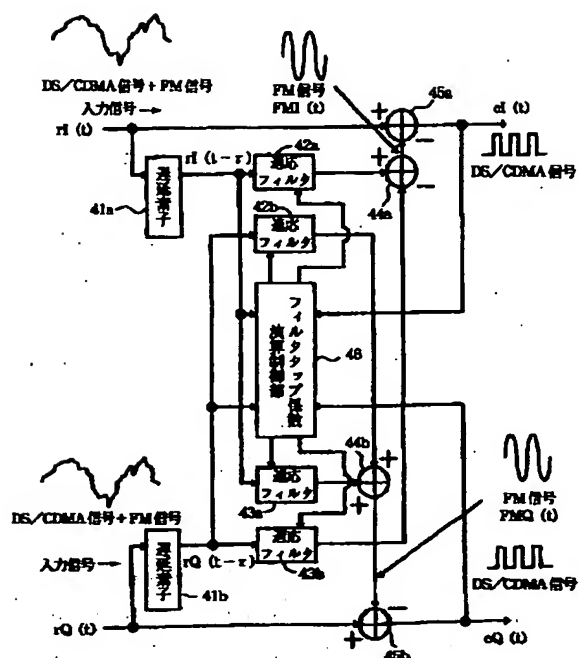 DS/CDMA信号+FM信号
入力信号→
rI(t)
FM信号
FMI(t)
45a
eI(t)
DS/CDMA信号
44a
遅延素子
41a
rI(t-r)
42a
適応
フィルタ
42b
適応
フィルタ
フィルタタップ係数
演算制御部
48
44b
43a
適応
フィルタ
適応
フィルタ
43b
FM信号
FMQ(t)
DS/CDMA信号
DS/CDMA信号+FM信号
入力信号→
遅延素子
41b
rQ(t-r)
rQ(t)
45b
eQ(t)